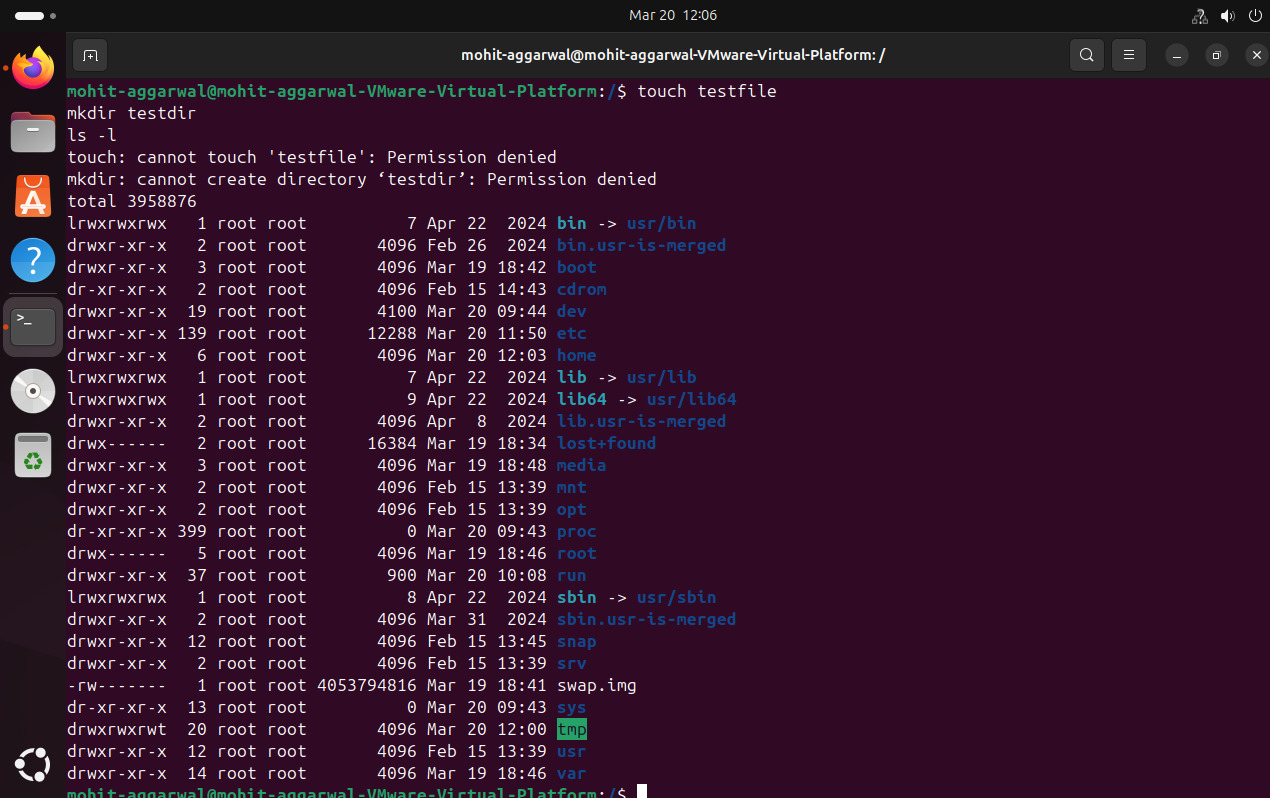 Mar 20 12:06
mohit-aggarwal@mohit-aggarwal-VMware-Virtual-Platform: /
mohit-aggarwal@mohit-aggarwal-VMware-Virtual-Platform:/$ touch testfile
mkdir testdir
ls -l
touch: cannot touch 'testfile': Permission denied
mkdir: cannot create directory ‘testdir’: Permission denied
total 3958876
lrwxrwxrwx   1 root root          7 Apr 22  2024 bin -> usr/bin
drwxr-xr-x   2 root root       4096 Feb 26  2024 bin.usr-is-merged
drwxr-xr-x   3 root root       4096 Mar 19 18:42 boot
dr-xr-xr-x   2 root root       4096 Feb 15 14:43 cdrom
drwxr-xr-x  19 root root       4100 Mar 20 09:44 dev
drwxr-xr-x 139 root root      12288 Mar 20 11:50 etc
drwxr-xr-x   6 root root       4096 Mar 20 12:03 home
lrwxrwxrwx   1 root root          7 Apr 22  2024 lib -> usr/lib
lrwxrwxrwx   1 root root          9 Apr 22  2024 lib64 -> usr/lib64
drwxr-xr-x   2 root root       4096 Apr  8  2024 lib.usr-is-merged
drwx------   2 root root      16384 Mar 19 18:34 lost+found
drwxr-xr-x   3 root root       4096 Mar 19 18:48 media
drwxr-xr-x   2 root root       4096 Feb 15 13:39 mnt
drwxr-xr-x   2 root root       4096 Feb 15 13:39 opt
dr-xr-xr-x 399 root root          0 Mar 20 09:43 proc
drwx------   5 root root       4096 Mar 19 18:46 root
drwxr-xr-x  37 root root        900 Mar 20 10:08 run
lrwxrwxrwx   1 root root          8 Apr 22  2024 sbin -> usr/sbin
drwxr-xr-x   2 root root       4096 Mar 31  2024 sbin.usr-is-merged
drwxr-xr-x  12 root root       4096 Feb 15 13:45 snap
drwxr-xr-x   2 root root       4096 Feb 15 13:39 srv
-rw-------   1 root root 4053794816 Mar 19 18:41 swap.img
dr-xr-xr-x  13 root root          0 Mar 20 09:43 sys
drwxrwxrwt  20 root root       4096 Mar 20 12:00 tmp
drwxr-xr-x  12 root root       4096 Feb 15 13:39 usr
drwxr-xr-x  14 root root       4096 Mar 19 18:46 var
mohit-aggarwal@mohit-aggarwal-VMware-Virtual-Platform:/$